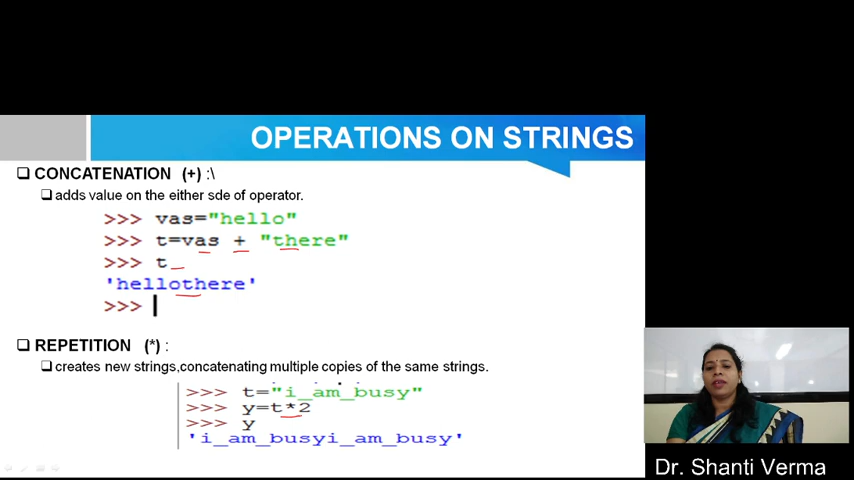 OPERATIONS ON STRINGS
❑ CONCATENATION (+) :\
❑ adds value on the either sde of operator.
>>> vas="hello"
>>> t=vas + "there"
>>> t
'hellothere'
>>>
❑ REPETITION (*) :
❑ creates new strings,concatenating multiple copies of the same strings.
>>> t="i_am_busy"
>>> y=t*2
>>> y
'i_am_busyi_am_busy'
Dr. Shanti Verma